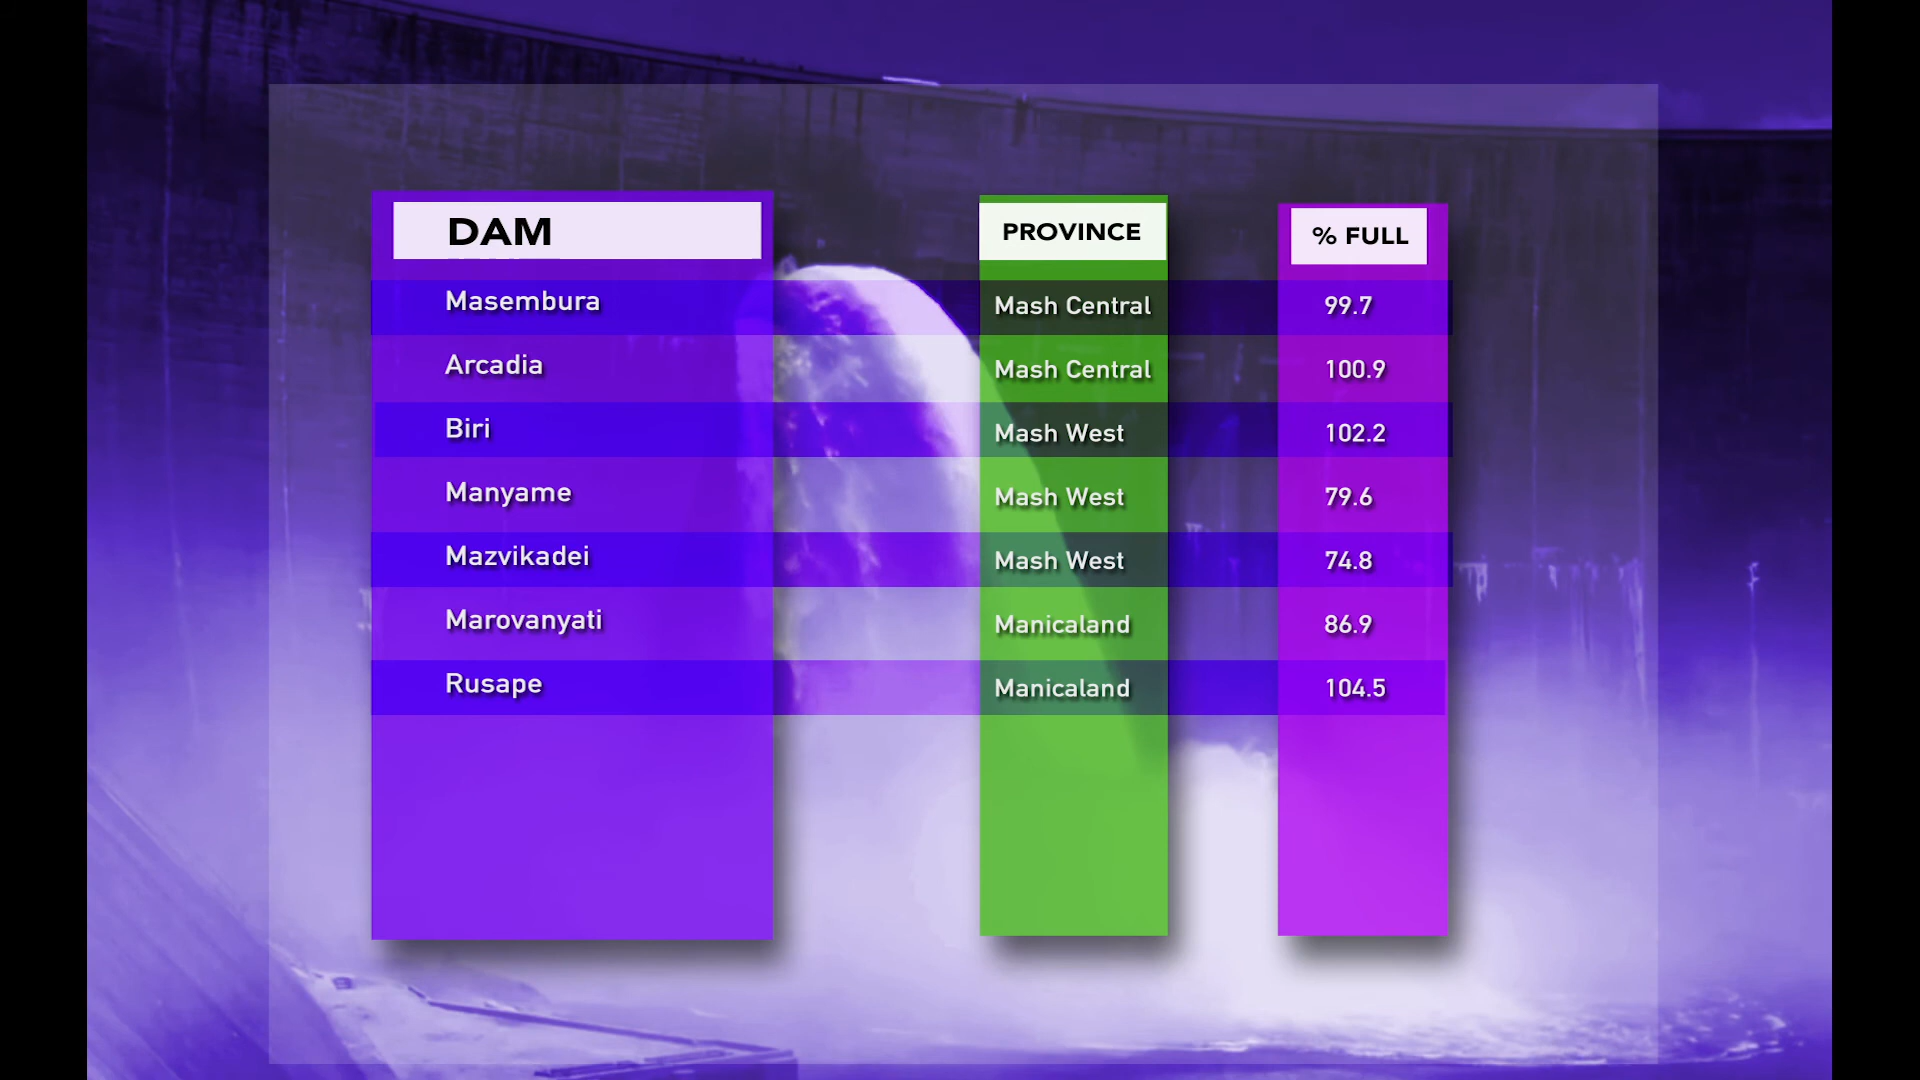 DAM PROVINCE % FULL
Masembura Mash Central 99.7
Arcadia Mash Central 100.9
Biri Mash West 102.2
Manyame Mash West 79.6
Mazvikadei Mash West 74.8
Marovanyati Manicaland 86.9
Rusape Manicaland 104.5